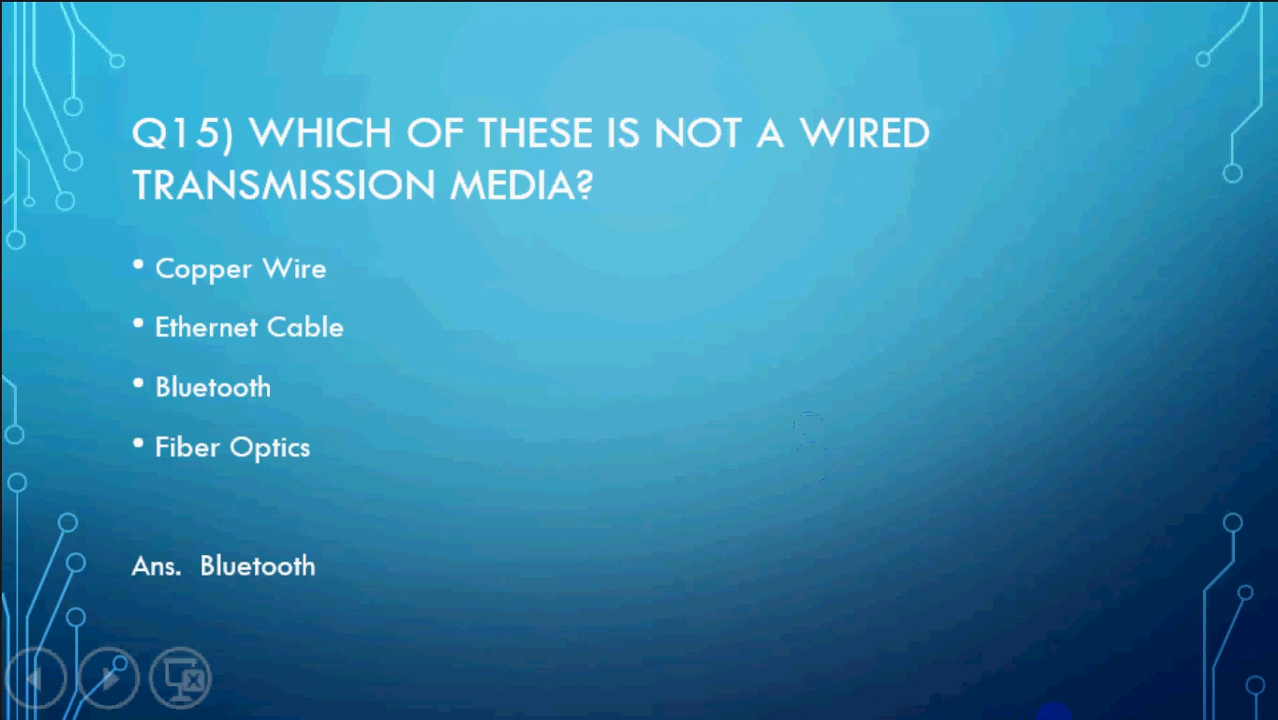 Q15) WHICH OF THESE IS NOT A WIRED
TRANSMISSION MEDIA?
• Copper Wire
• Ethernet Cable
• Bluetooth
• Fiber Optics
Ans. Bluetooth